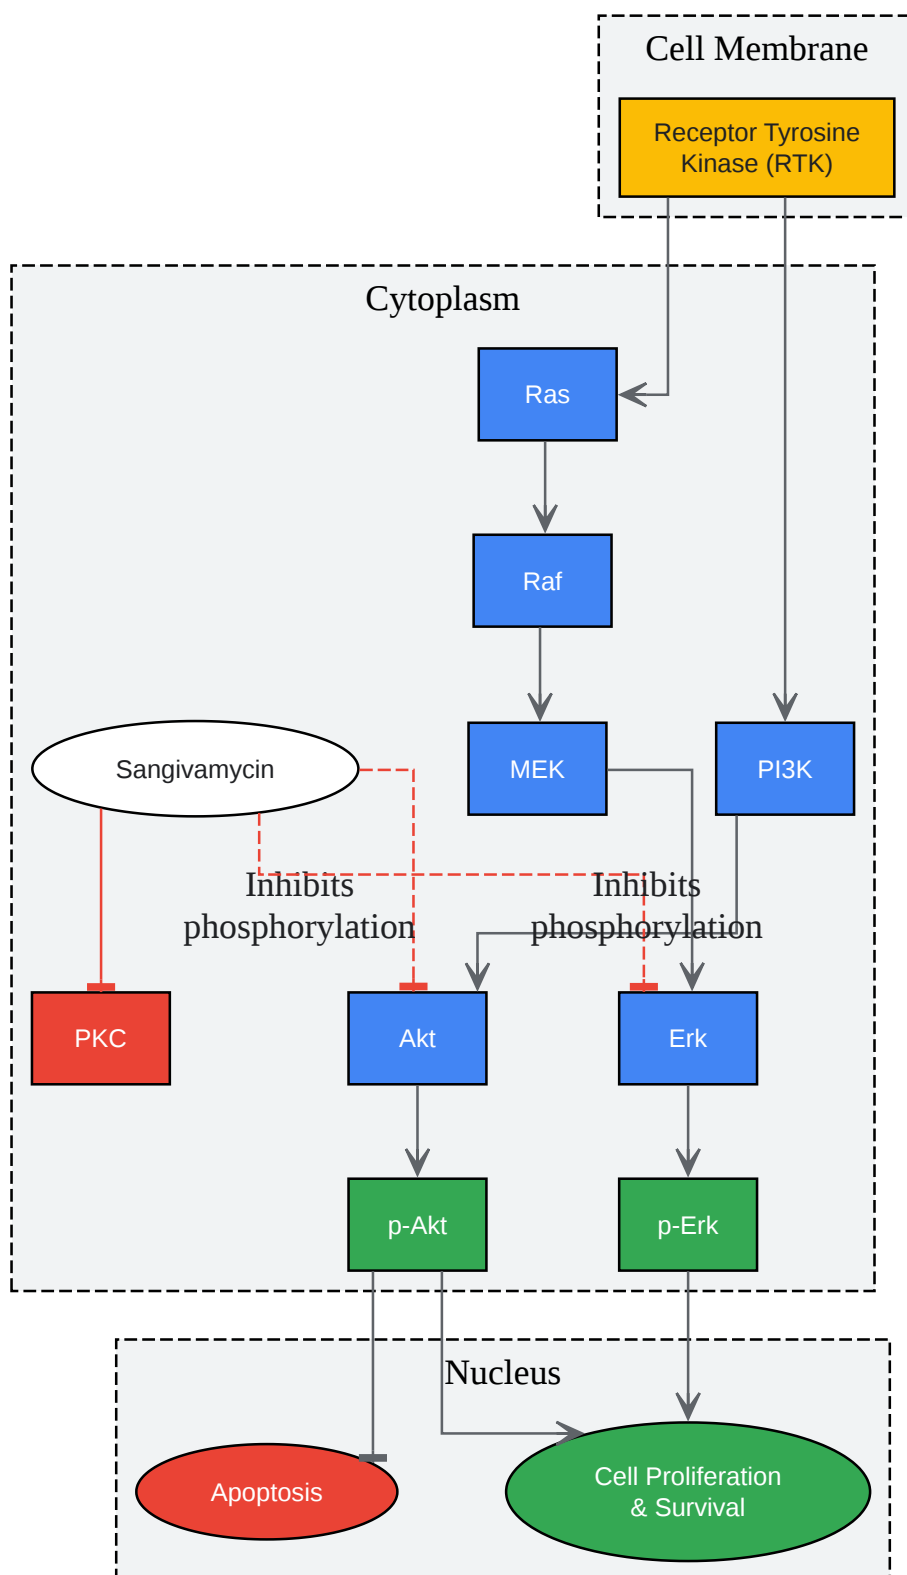 Cell Membrane
Receptor Tyrosine
Kinase (RTK)
Cytoplasm
Ras
Raf
Sangivamycin
MEK
PI3K
Inhibits
phosphorylation
Inhibits
phosphorylation
PKC
Akt
Erk
p-Akt
p-Erk
Nucleus
Apoptosis
Cell Proliferation
& Survival